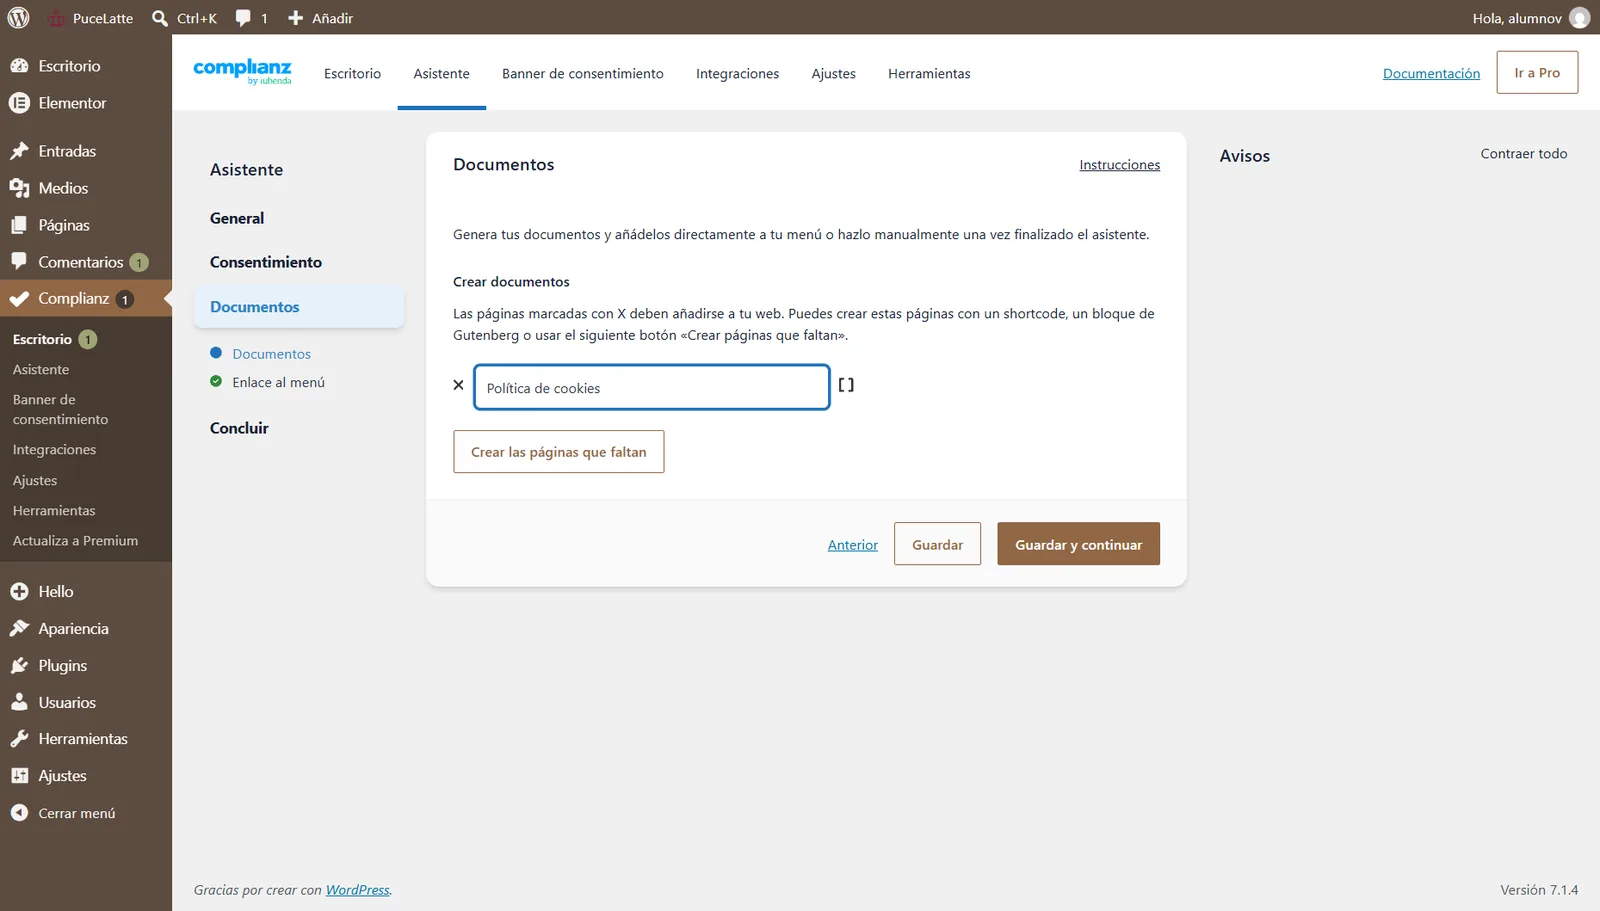 PuceLatte
Ctrl+K
1
Añadir
Hola, alumnov
Escritorio
Elementor
Entradas
Medios
Páginas
Comentarios 1
Complianz 1
Escritorio 1
Asistente
Banner de
consentimiento
Integraciones
Ajustes
Herramientas
Actualiza a Premium
Hello
Apariencia
Plugins
Usuarios
Herramientas
Ajustes
Cerrar menú
complianz
by iubenda
Escritorio
Asistente
Banner de consentimiento
Integraciones
Ajustes
Herramientas
Documentación
Ir a Pro
Asistente
General
Consentimiento
Documentos
Documentos
Enlace al menú
Concluir
Documentos
Instrucciones
Genera tus documentos y añádelos directamente a tu menú o hazlo manualmente una vez finalizado el asistente.
Crear documentos
Las páginas marcadas con X deben añadirse a tu web. Puedes crear estas páginas con un shortcode, un bloque de
Gutenberg o usar el siguiente botón «Crear páginas que faltan».
Política de cookies
Crear las páginas que faltan
Anterior
Guardar
Guardar y continuar
Avisos
Contraer todo
Gracias por crear con WordPress.
Versión 7.1.4